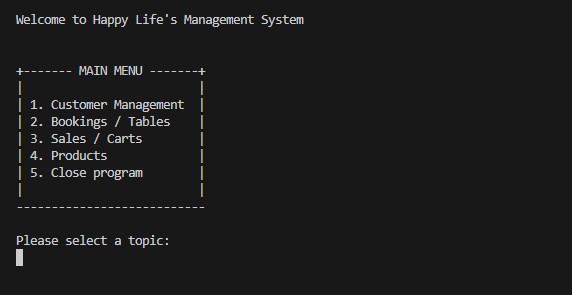 Welcome to Happy Life's Management System
+------- MAIN MENU -------+
|                         |
| 1. Customer Management  |
| 2. Bookings / Tables    |
| 3. Sales / Carts        |
| 4. Products             |
| 5. Close program        |
|                         |
---------------------------
Please select a topic: